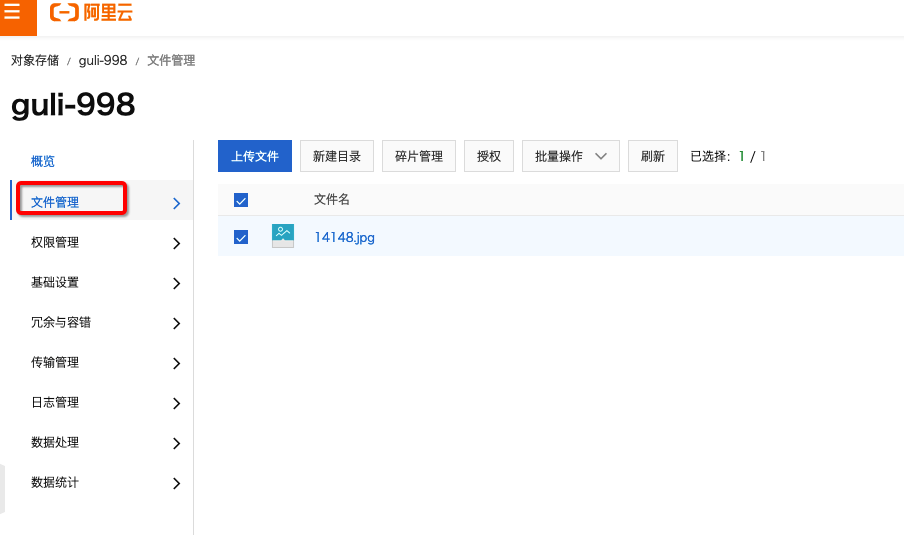 阿里云
对象存储 / guli-998 / 文件管理
guli-998
概览
文件管理
权限管理
基础设置
冗余与容错
传输管理
日志管理
数据处理
数据统计
上传文件 新建目录 碎片管理 授权 批量操作 刷新 已选择：1 / 1
文件名
14148.jpg